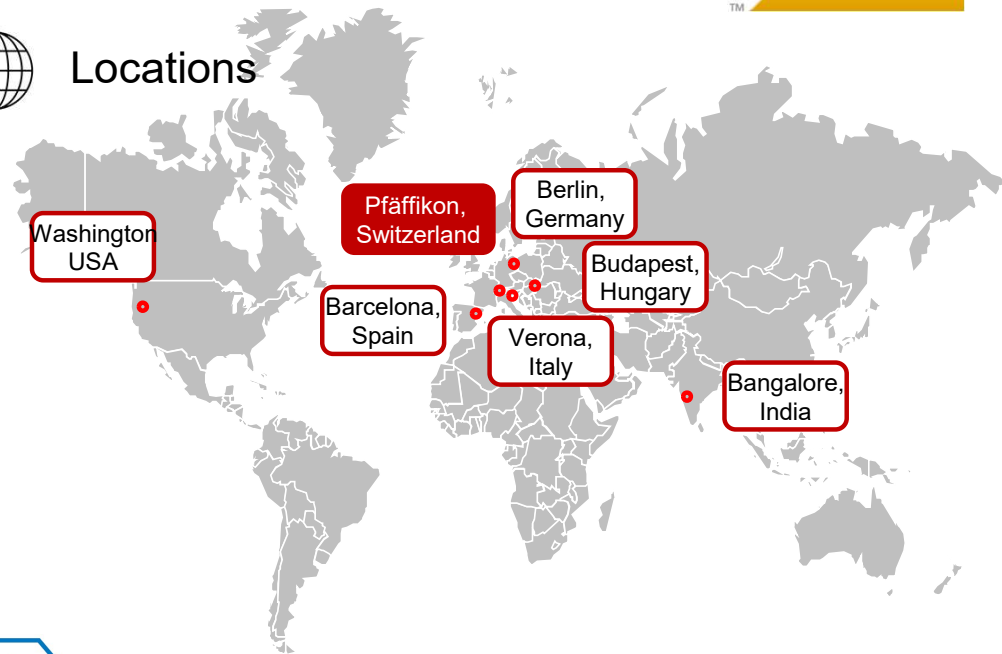 TM
Locations
Pfäffikon,
Switzerland
Berlin,
Germany
Washington
USA
Budapest,
Hungary
Barcelona,
Spain
Verona,
Italy
Bangalore,
India